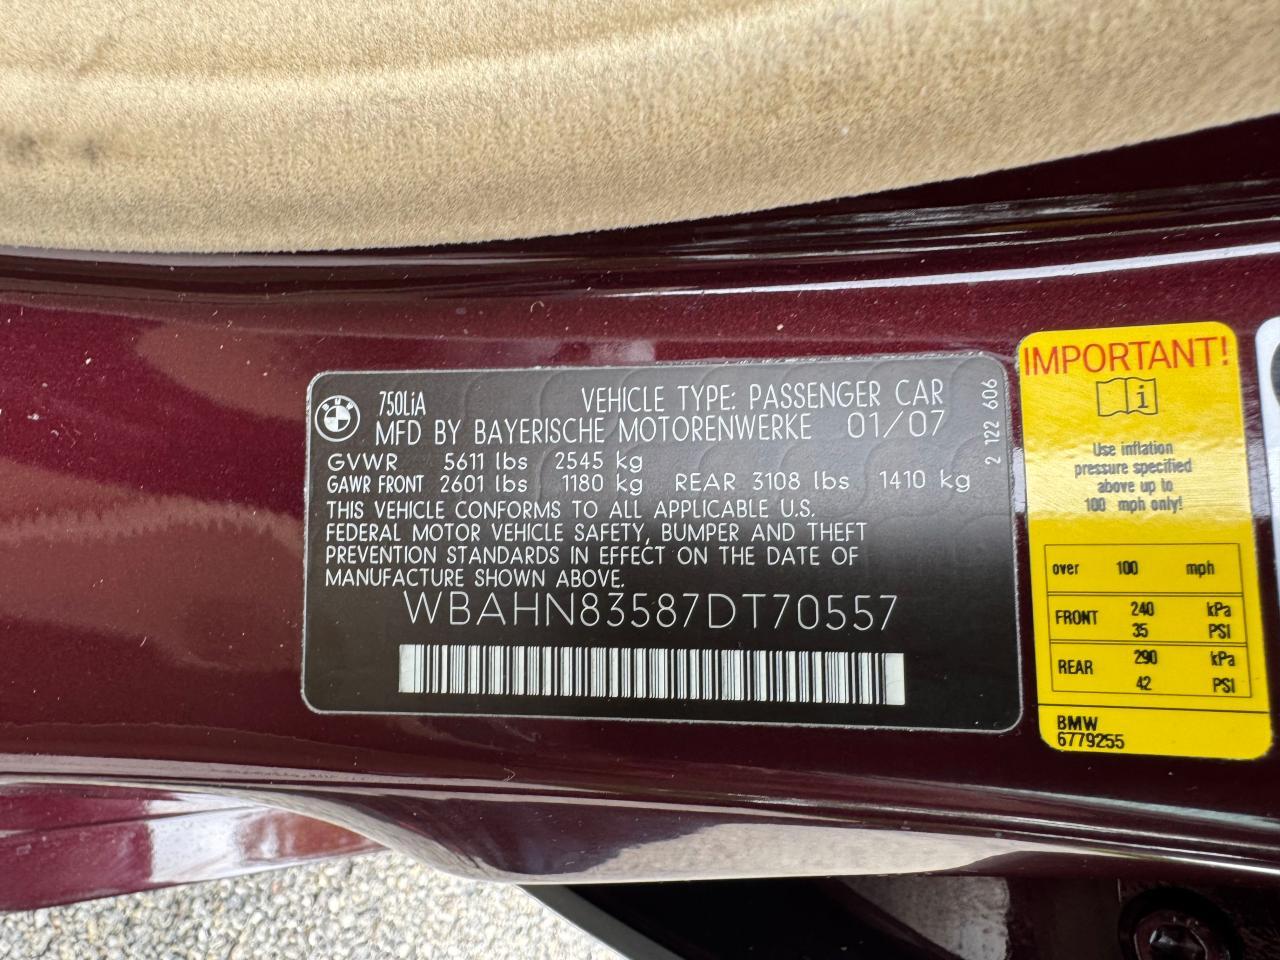 750LiA VEHICLE TYPE: PASSENGER CAR
MFD BY BAYERISCHE MOTORENWERKE 01/07
GVWR 5611 lbs 2545 kg
GAWR FRONT 2601 lbs 1180 kg REAR 3108 lbs 1410 kg
THIS VEHICLE CONFORMS TO ALL APPLICABLE U.S.
FEDERAL MOTOR VEHICLE SAFETY, BUMPER AND THEFT
PREVENTION STANDARDS IN EFFECT ON THE DATE OF
MANUFACTURE SHOWN ABOVE.
WBAHN83587DT70557
2 122 606
IMPORTANT!
i
Use inflation
pressure specified
above up to
100 mph only!
over 100 mph
FRONT 240 kPa
35 PSI
REAR 290 kPa
42 PSI
BMW
6779255